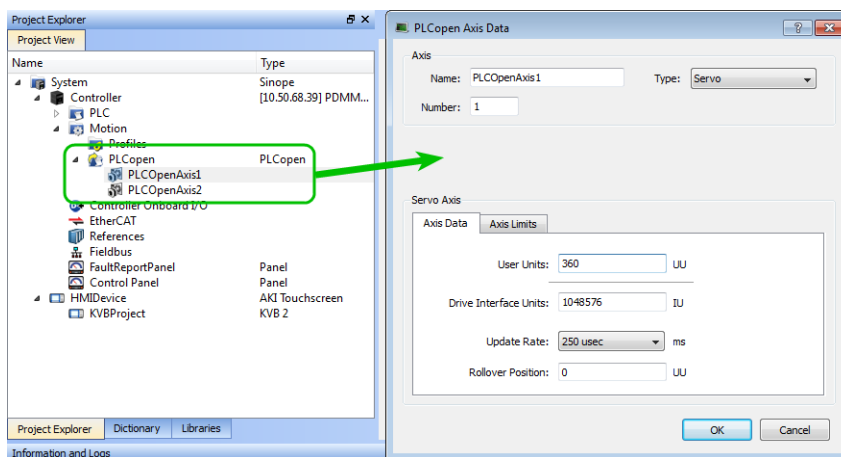 Project Explorer
Project View
Name Type
System Sinope
Controller [10.50.68.39] PDMM...
PLC
Motion
Profiles
PLCopen PLCopen
PLCOpenAxis1
PLCOpenAxis2
Controller Onboard I/O
EtherCAT
References
Fieldbus
FaultReportPanel Panel
Control Panel Panel
HMIDevice AKI Touchscreen
KVBProject KVB 2
Project Explorer Dictionary Libraries
Information and Logs
PLCopen Axis Data
Axis
Name: PLCOpenAxis1 Type: Servo
Number: 1
Servo Axis
Axis Data Axis Limits
User Units: 360 UU
Drive Interface Units: 1048576 IU
Update Rate: 250 usec ms
Rollover Position: 0 UU
OK Cancel